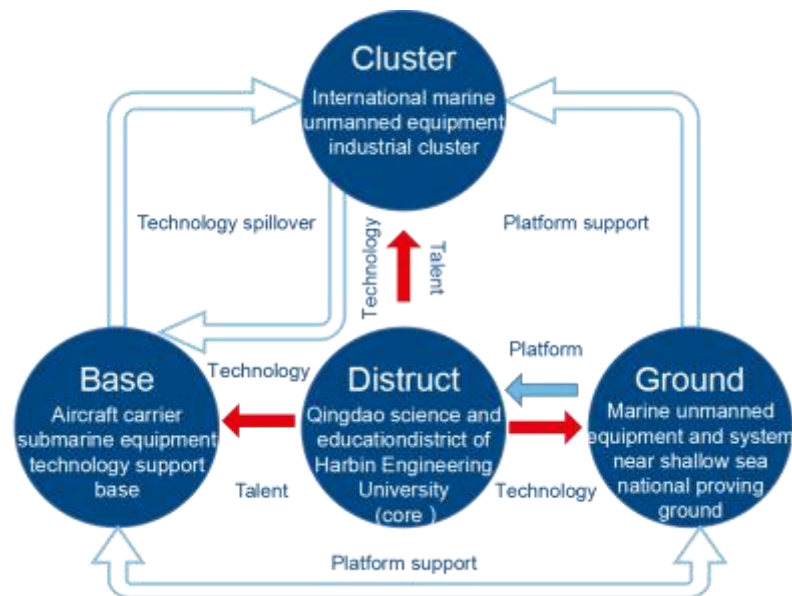 Cluster
International marine
unmanned equipment
industrial cluster
Technology spillover
Technology
Talent
Platform support
Base
Aircraft carrier
submarine equipment
technology support
base
Technology
Talent
Distruct
Qingdao science and
educationdistrict of
Harbin Engineering
University
(core )
Platform
Technology
Ground
Marine unmanned
equipment and system
near shallow sea
national proving
ground
Platform support